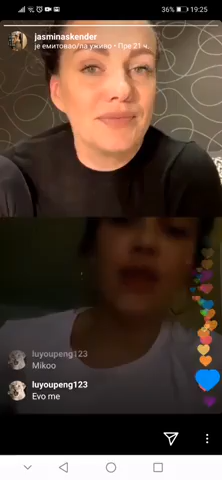 36% 19:25
jasminaskender
је емитовао/ла уживо • Пре 21 ч.
luyoupeng123
Mikoo
luyoupeng123
Evo me